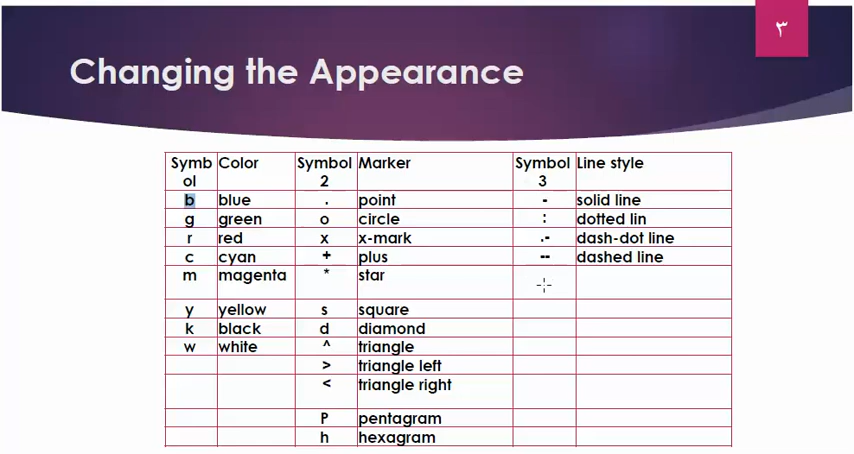 ٣
Changing the Appearance
Symb
ol Color Symbol
2 Marker Symbol
3 Line style
b blue . point - solid line
g green o circle : dotted lin
r red x x-mark .- dash-dot line
c cyan + plus -- dashed line
m magenta * star
y yellow s square
k black d diamond
w white ^ triangle
> triangle left
< triangle right
P pentagram
h hexagram